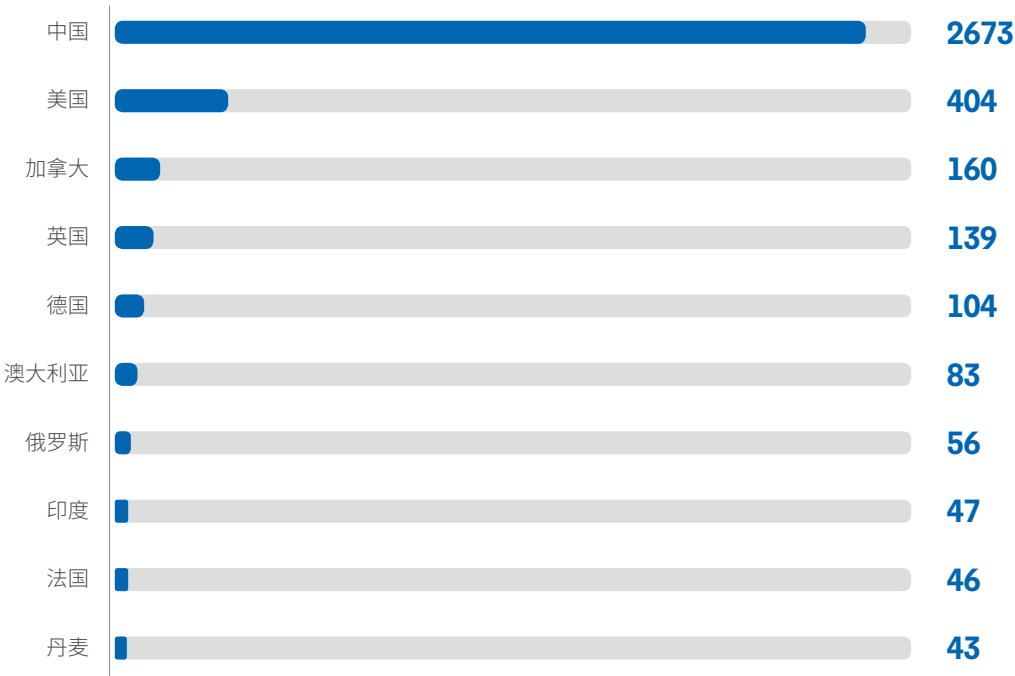 中国 2673
美国 404
加拿大 160
英国 139
德国 104
澳大利亚 83
俄罗斯 56
印度 47
法国 46
丹麦 43